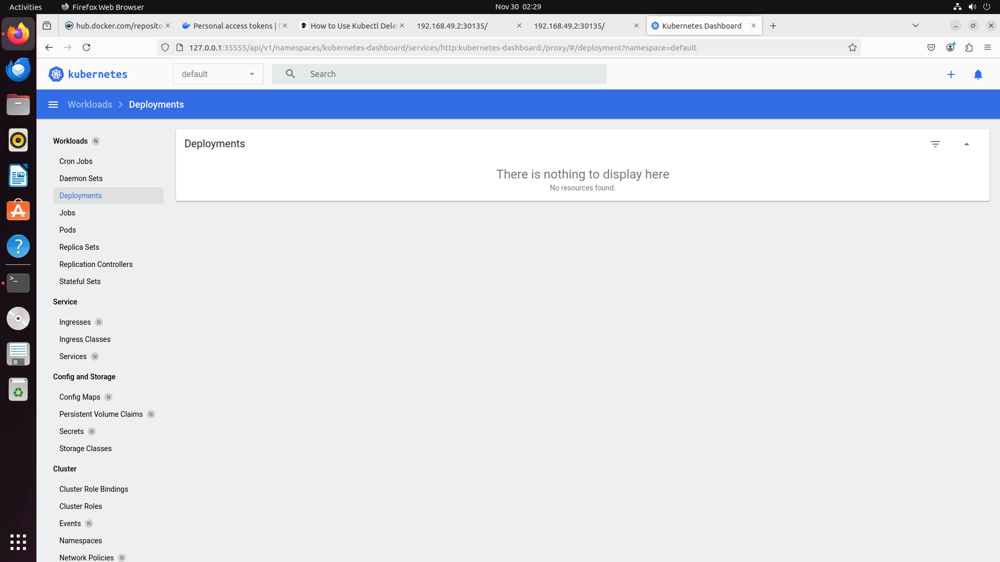 Activities
Firefox Web Browser
Nov 30 02:29
hub.docker.com/reposito
Personal access tokens |
How to Use Kubectl Dele
192.168.49.2:30135/
192.168.49.2:30135/
Kubernetes Dashboard
127.0.0.1:35555/api/v1/namespaces/kubernetes-dashboard/services/http:kubernetes-dashboard:/proxy/#/deployment?namespace=default
kubernetes
default
Search
Workloads
Deployments
Workloads N
Cron Jobs
Daemon Sets
Deployments
Jobs
Pods
Replica Sets
Replication Controllers
Stateful Sets
Service
Ingresses N
Ingress Classes
Services N
Config and Storage
Config Maps N
Persistent Volume Claims N
Secrets N
Storage Classes
Cluster
Cluster Role Bindings
Cluster Roles
Events N
Namespaces
Network Policies N
Deployments
There is nothing to display here
No resources found.